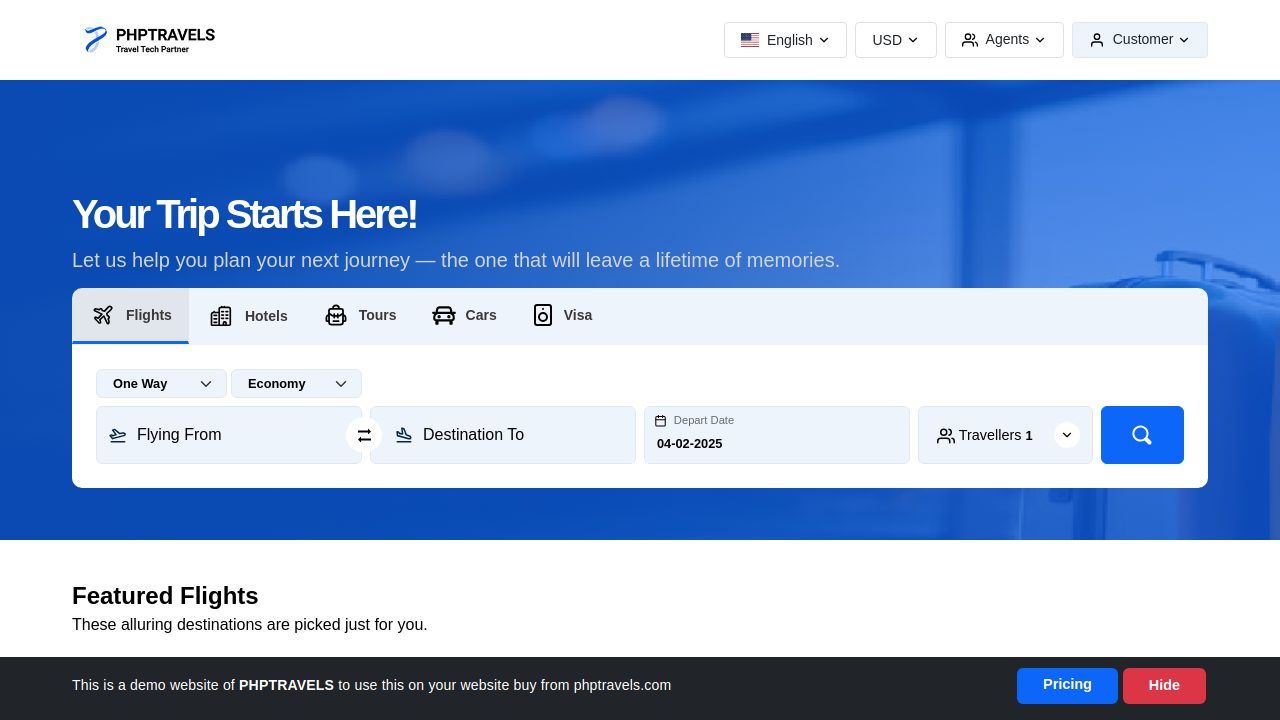 PHPTRAVELS
Travel Tech Partner
English
USD
Agents
Customer
Your Trip Starts Here!
Let us help you plan your next journey — the one that will leave a lifetime of memories.
Flights
Hotels
Tours
Cars
Visa
One Way
Economy
Flying From
Destination To
Depart Date
04-02-2025
Travellers 1
Featured Flights
These alluring destinations are picked just for you.
This is a demo website of PHPTRAVELS to use this on your website buy from phptravels.com
Pricing
Hide